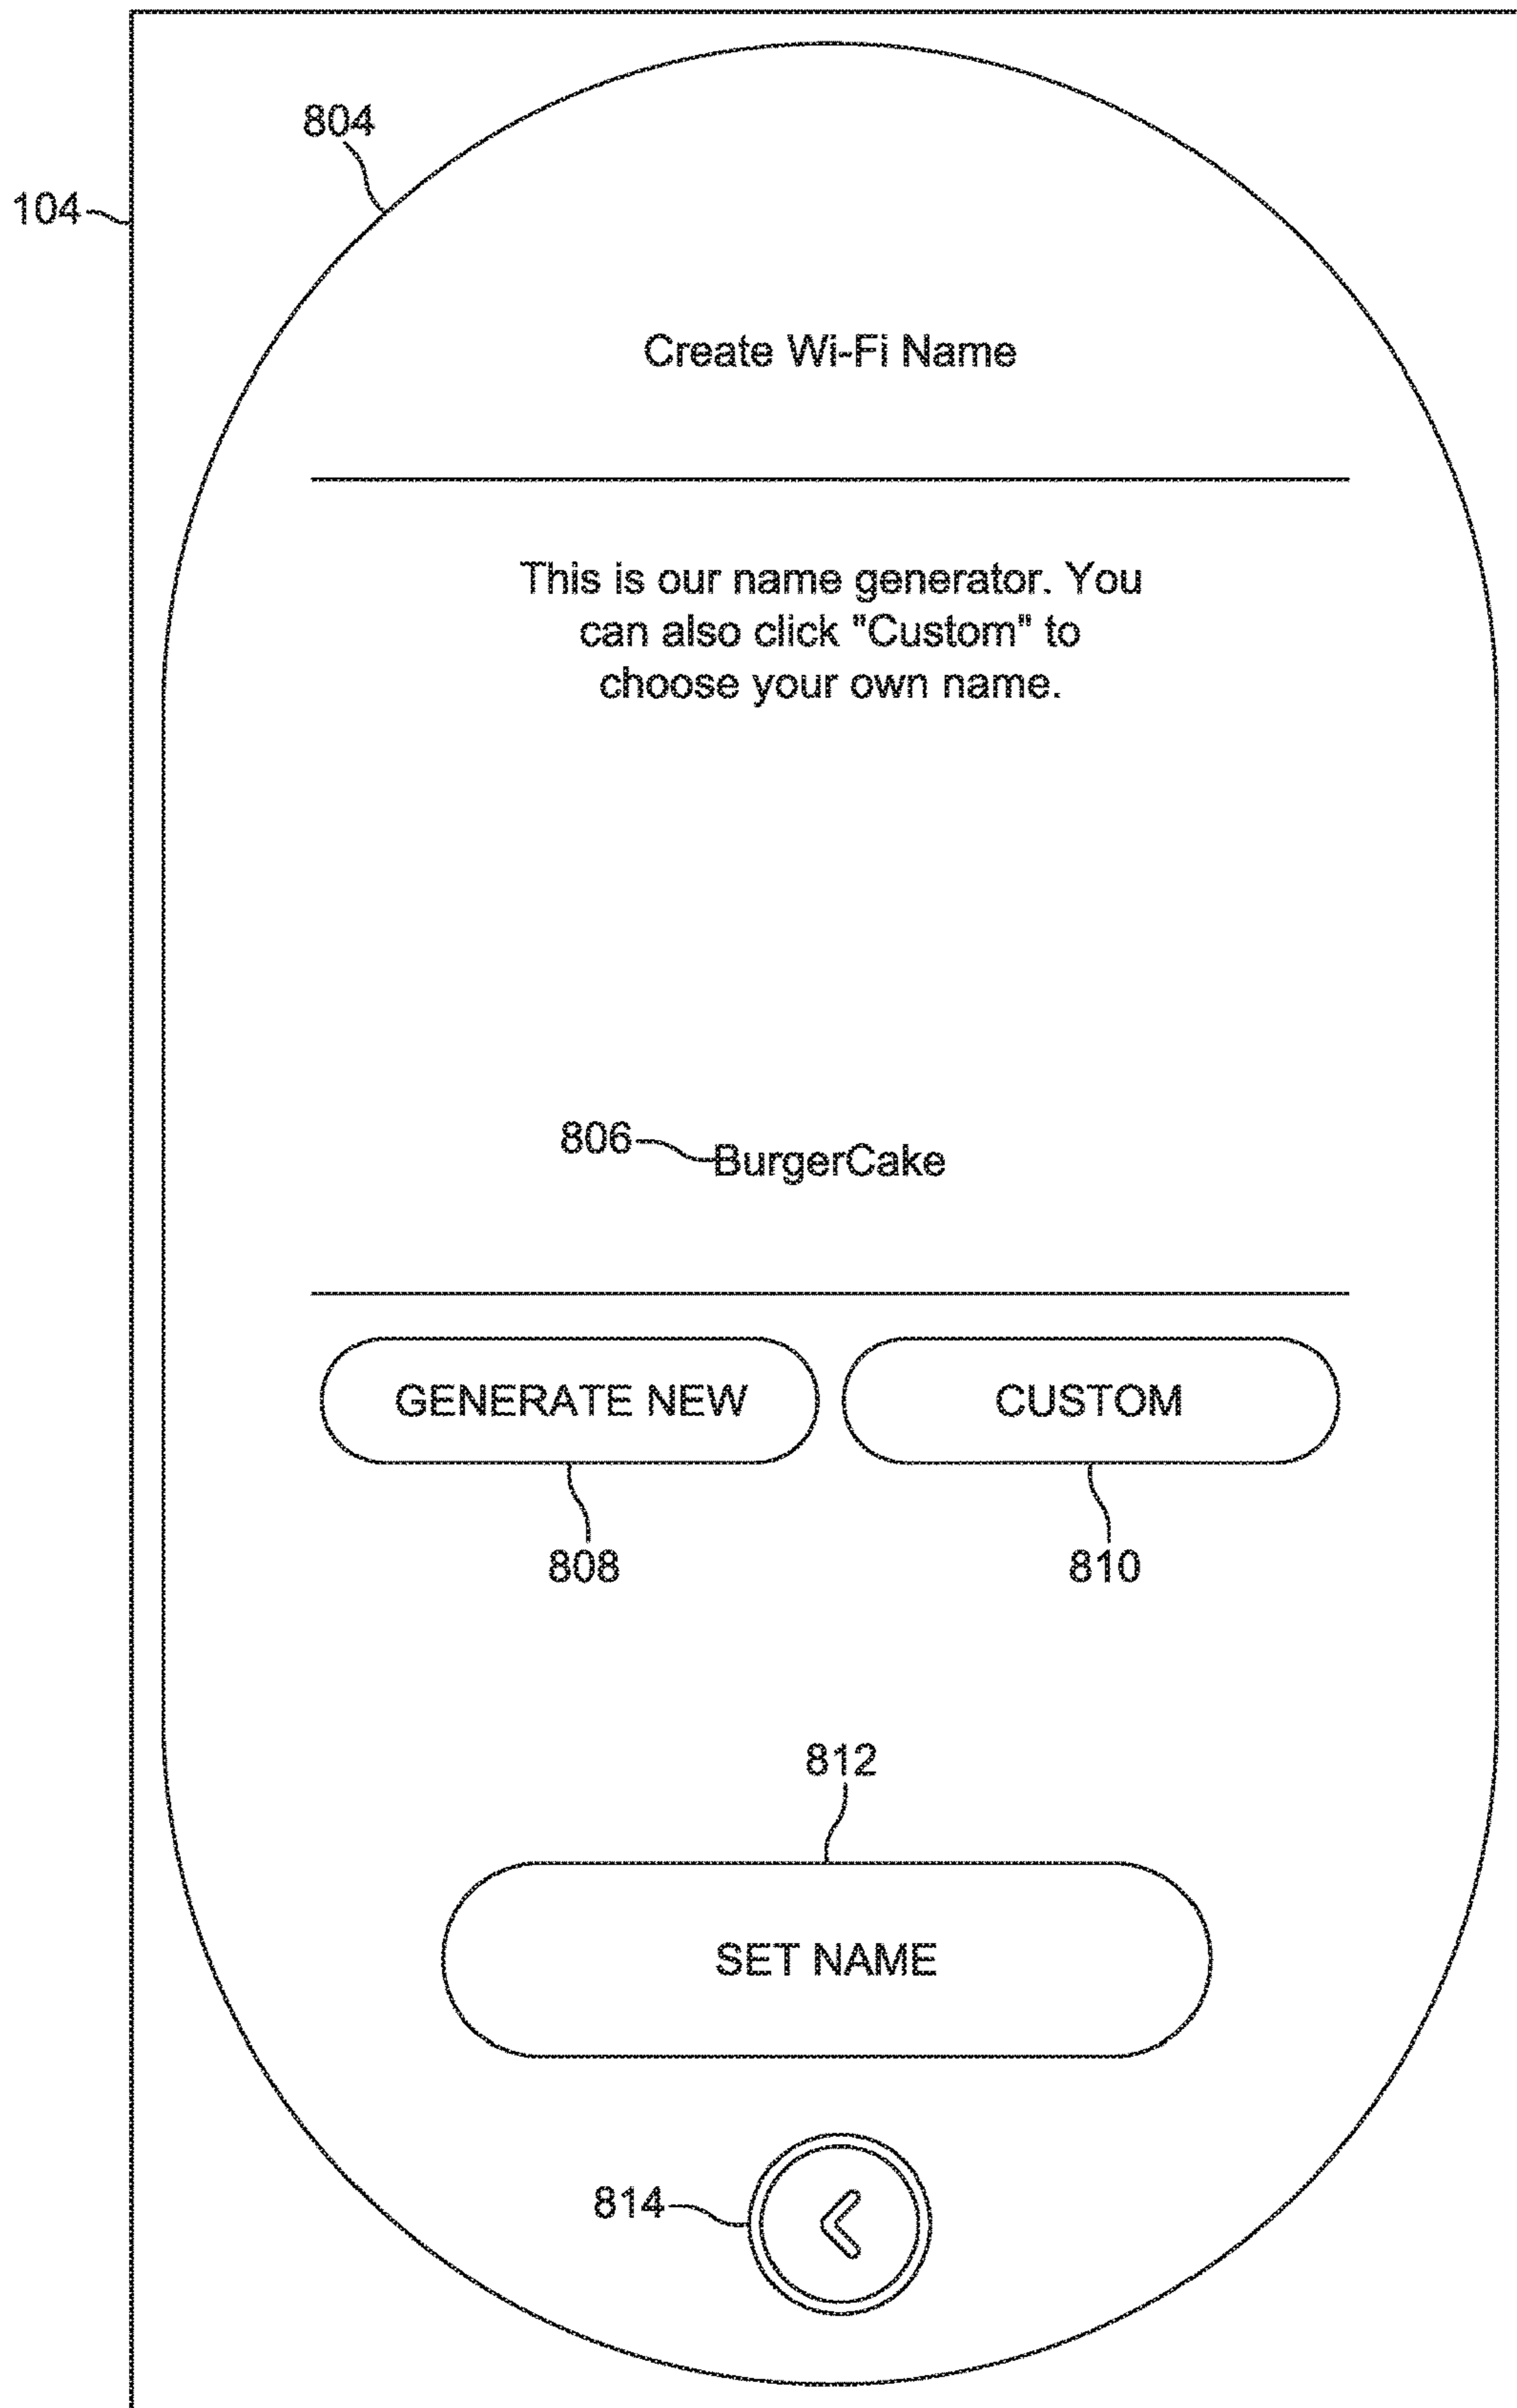 804
104
Create Wi-Fi Name
This is our name generator. You
can also click "Custom" to
choose your own name.
806
BurgerCake
GENERATE NEW
CUSTOM
808
810
812
SET NAME
814